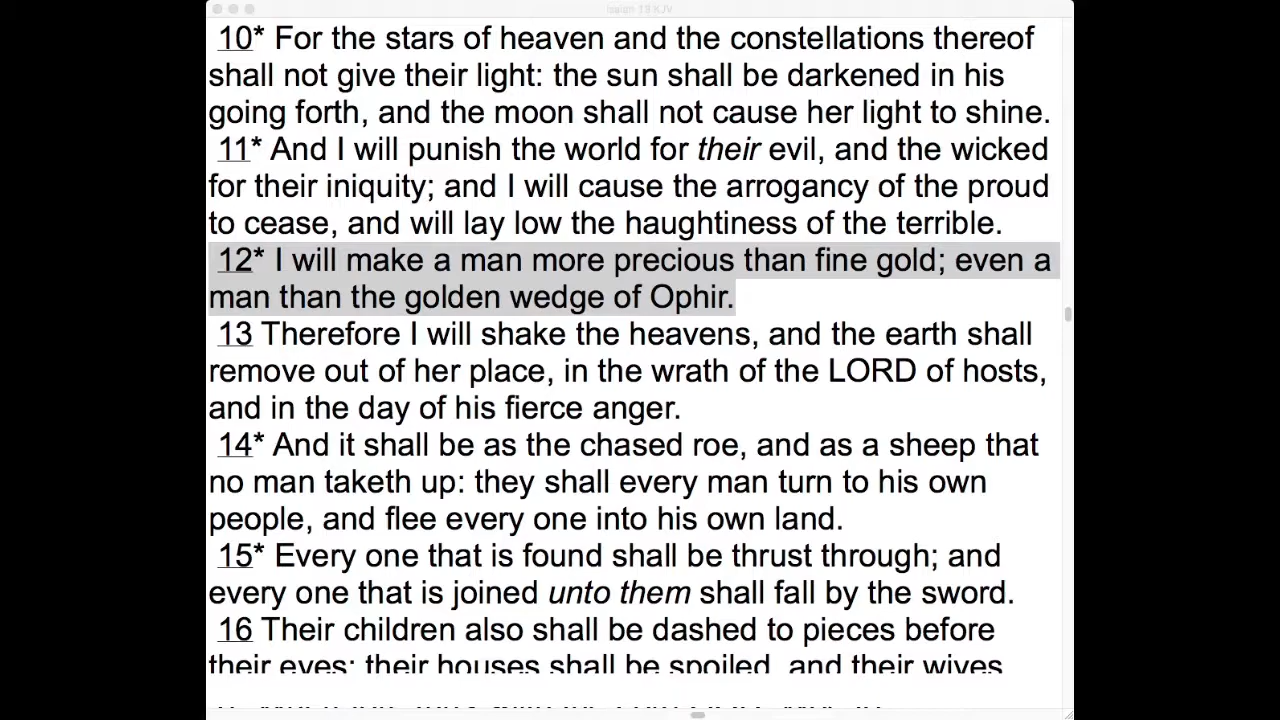 Isaiah 13 KJV
10* For the stars of heaven and the constellations thereof
shall not give their light: the sun shall be darkened in his
going forth, and the moon shall not cause her light to shine.
11* And I will punish the world for their evil, and the wicked
for their iniquity; and I will cause the arrogancy of the proud
to cease, and will lay low the haughtiness of the terrible.
12* I will make a man more precious than fine gold; even a
man than the golden wedge of Ophir.
13 Therefore I will shake the heavens, and the earth shall
remove out of her place, in the wrath of the LORD of hosts,
and in the day of his fierce anger.
14* And it shall be as the chased roe, and as a sheep that
no man taketh up: they shall every man turn to his own
people, and flee every one into his own land.
15* Every one that is found shall be thrust through; and
every one that is joined unto them shall fall by the sword.
16 Their children also shall be dashed to pieces before
their eyes; their houses shall be spoiled, and their wives